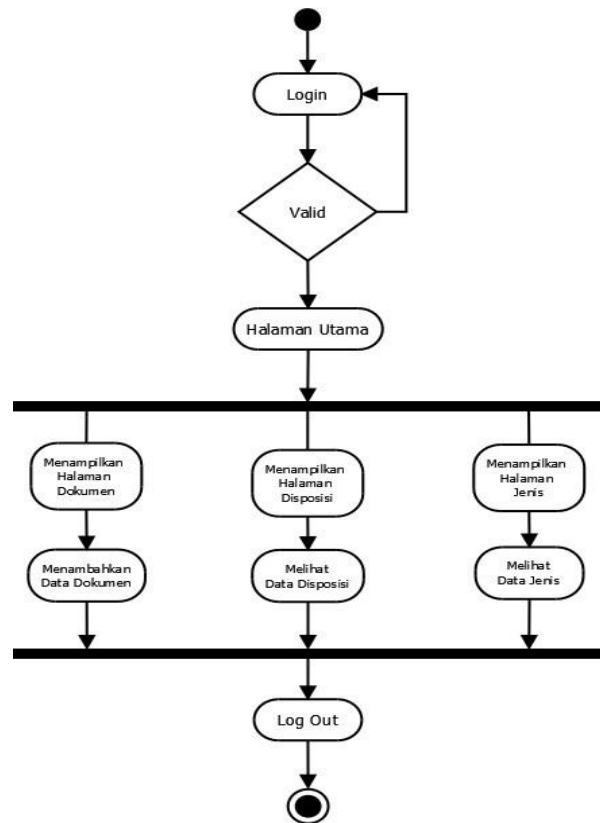 Login
Valid
Halaman Utama
Menampilkan
Halaman
Dokumen
Menampilkan
Halaman
Disposisi
Menampilkan
Halaman
Jenis
Menambahkan
Data Dokumen
Melihat
Data Disposisi
Melihat
Data Jenis
Log Out